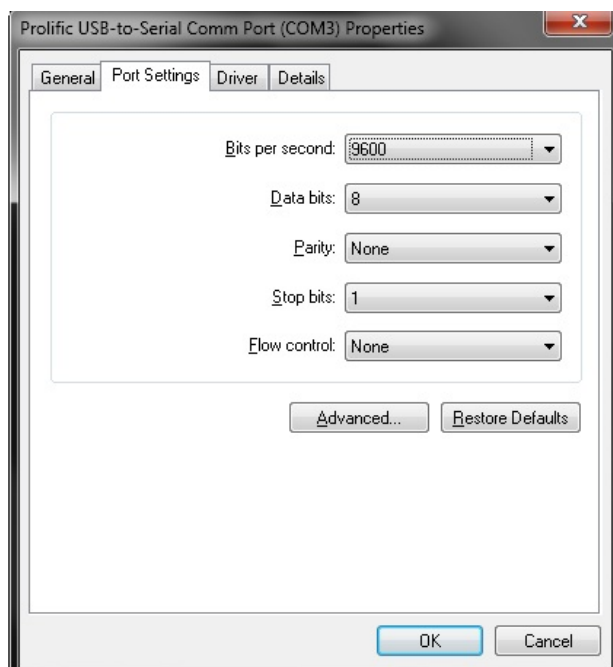 Prolific USB-to-Serial Comm Port (COM3) Properties
General Port Settings Driver Details
Bits per second: 9600
Data bits: 8
Parity: None
Stop bits: 1
Flow control: None
Advanced... Restore Defaults
OK Cancel